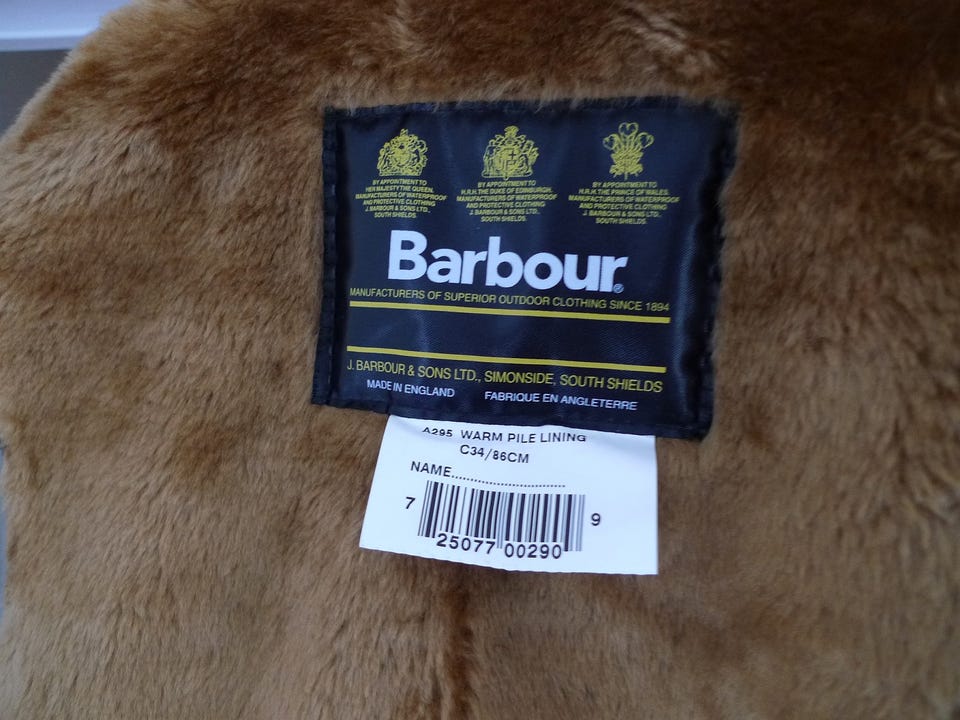 BY APPOINTMENT TO
HER MAJESTY THE QUEEN.
MANUFACTURERS OF WATERPROOF
AND PROTECTIVE CLOTHING
J. BARBOUR & SONS LTD.,
SOUTH SHIELDS.
BY APPOINTMENT TO
H.R.H. THE DUKE OF EDINBURGH.
MANUFACTURERS OF WATERPROOF
AND PROTECTIVE CLOTHING
J. BARBOUR & SONS LTD.,
SOUTH SHIELDS.
BY APPOINTMENT TO
H.R.H. THE PRINCE OF WALES.
MANUFACTURERS OF WATERPROOF
AND PROTECTIVE CLOTHING
J. BARBOUR & SONS LTD.,
SOUTH SHIELDS.
Barbour®
MANUFACTURERS OF SUPERIOR OUTDOOR CLOTHING SINCE 1894
J. BARBOUR & SONS LTD., SIMONSIDE, SOUTH SHIELDS
MADE IN ENGLAND FABRIQUE EN ANGLETERRE
A295 WARM PILE LINING
C34/86CM
NAME..............................
7 25077 00290 9